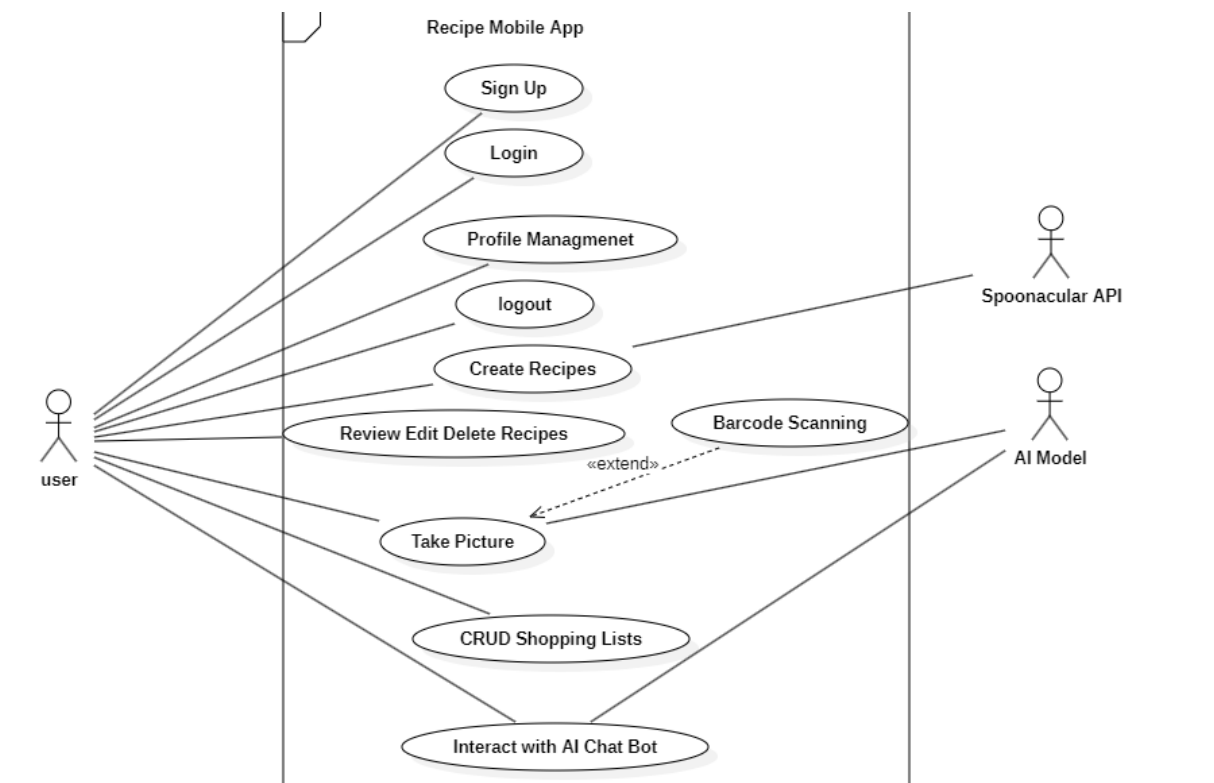 Recipe Mobile App
Sign Up
Login
Profile Managmenet
Spoonacular API
logout
Create Recipes
Barcode Scanning
Review Edit Delete Recipes
AI Model
«extend»
user
Take Picture
CRUD Shopping Lists
Interact with AI Chat Bot